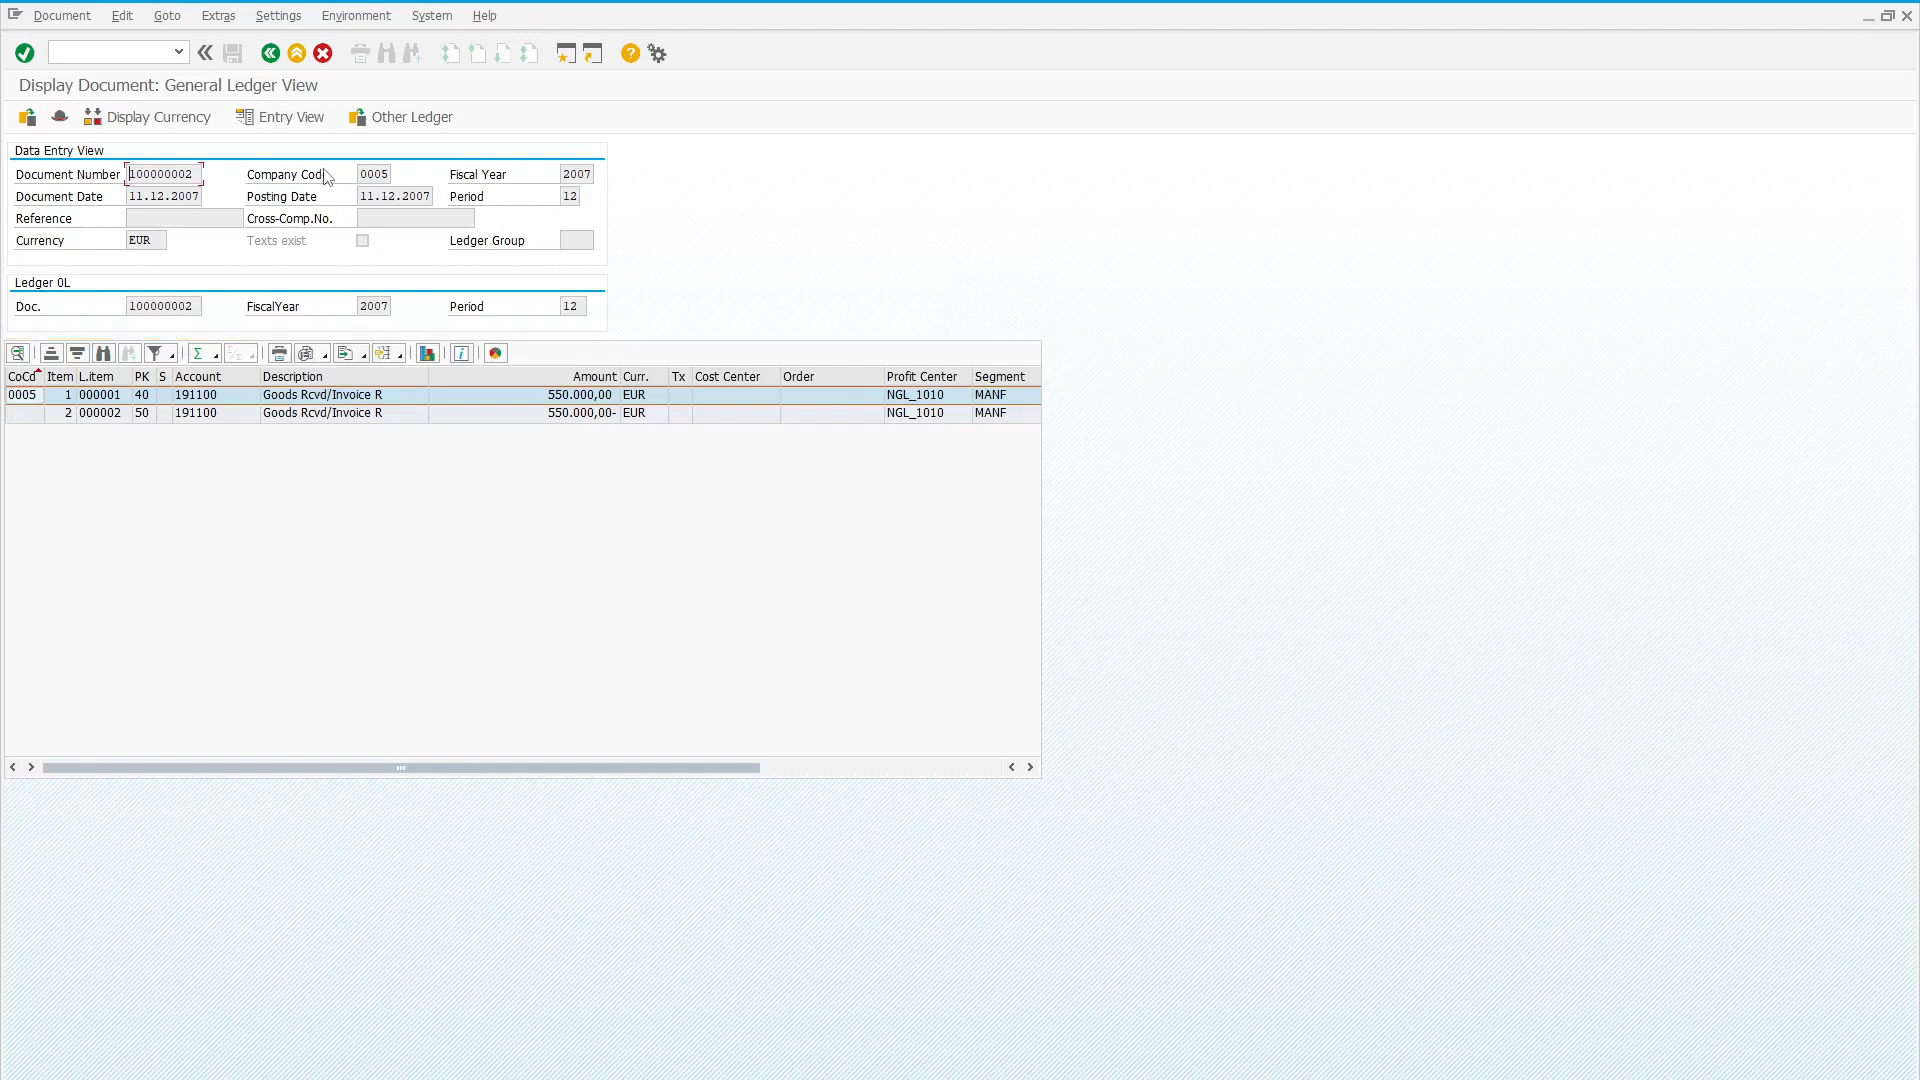 Document Edit Goto Extras Settings Environment System Help
Display Document: General Ledger View
Display Currency Entry View Other Ledger
Data Entry View
Document Number 100000002 Company Code 0005 Fiscal Year 2007
Document Date 11.12.2007 Posting Date 11.12.2007 Period 12
Reference Cross-Comp.No.
Currency EUR Texts exist Ledger Group
Ledger 0L
Doc. 100000002 FiscalYear 2007 Period 12
CoCd Item L.item PK S Account Description Amount Curr. Tx Cost Center Order Profit Center Segment
0005 1 000001 40 191100 Goods Rcvd/Invoice R 550.000,00 EUR NGL_1010 MANF
2 000002 50 191100 Goods Rcvd/Invoice R 550.000,00- EUR NGL_1010 MANF